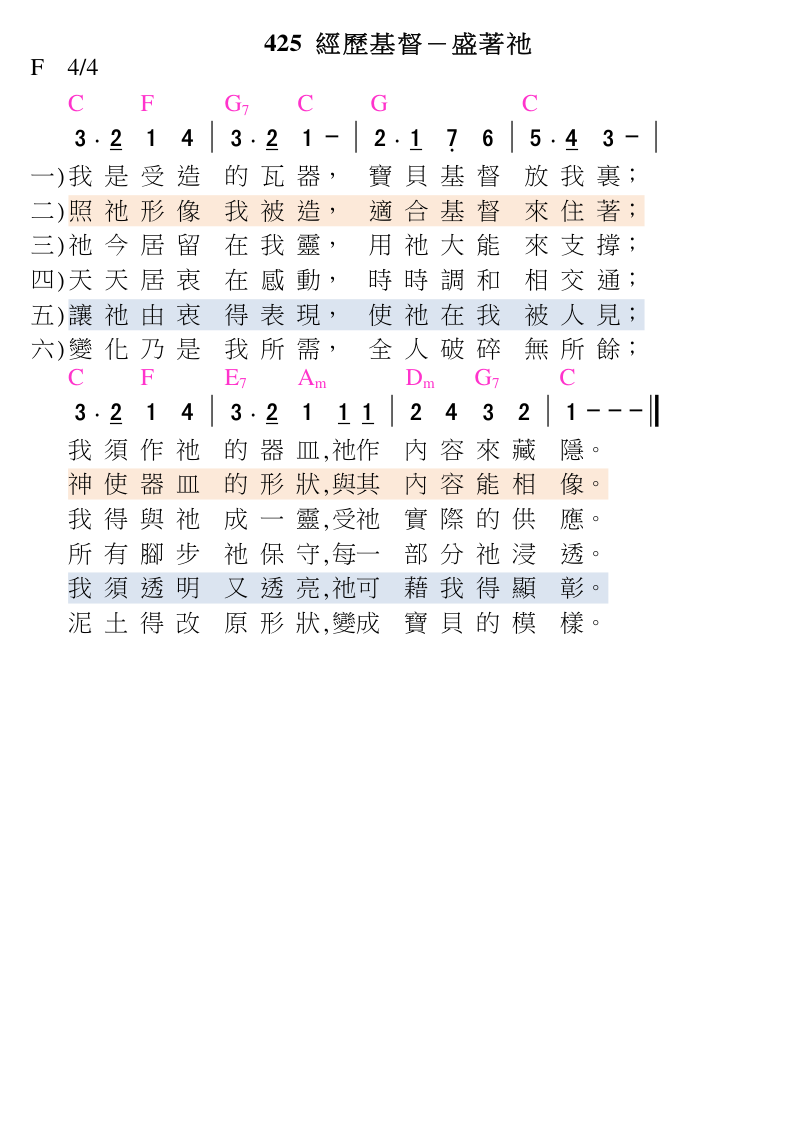 425 經歷基督－盛著祂
F 4/4
C F G7 C G C
3 . 2 1 4 | 3 . 2 1 － | 2 . 1 7̣ 6 | 5 . 4 3 － |
一)我是受造 的瓦器， 寶貝基督 放我裏；
二)照祂形像 我被造， 適合基督 來住著；
三)祂今居留 在我靈， 用祂大能 來支撐；
四)天天居衷 在感動， 時時調和 相交通；
五)讓祂由衷 得表現， 使祂在我 被人見；
六)變化乃是 我所需， 全人破碎 無所餘；
C F E7 Am Dm G7 C
3 . 2 1 4 | 3 . 2 1 1 1 | 2 4 3 2 | 1 － － － ‖
我須作祂 的器皿,祂作 內容來藏 隱。
神使器皿 的形狀,與其 內容能相 像。
我得與祂 成一靈,受祂 實際的供 應。
所有腳步 祂保守,每一 部分祂浸 透。
我須透明 又透亮,祂可 藉我得顯 彰。
泥土得改 原形狀,變成 寶貝的模 樣。